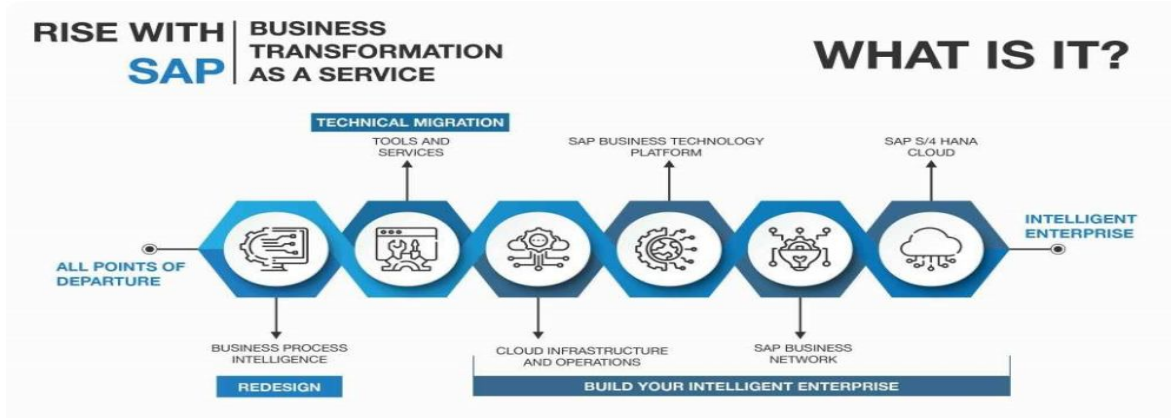 RISE WITH
SAP
BUSINESS
TRANSFORMATION
AS A SERVICE
WHAT IS IT?
TECHNICAL MIGRATION
TOOLS AND
SERVICES
SAP BUSINESS TECHNOLOGY
PLATFORM
SAP S/4 HANA
CLOUD
ALL POINTS OF
DEPARTURE
INTELLIGENT
ENTERPRISE
BUSINESS PROCESS
INTELLIGENCE
REDESIGN
CLOUD INFRASTRUCTURE
AND OPERATIONS
SAP BUSINESS
NETWORK
BUILD YOUR INTELLIGENT ENTERPRISE